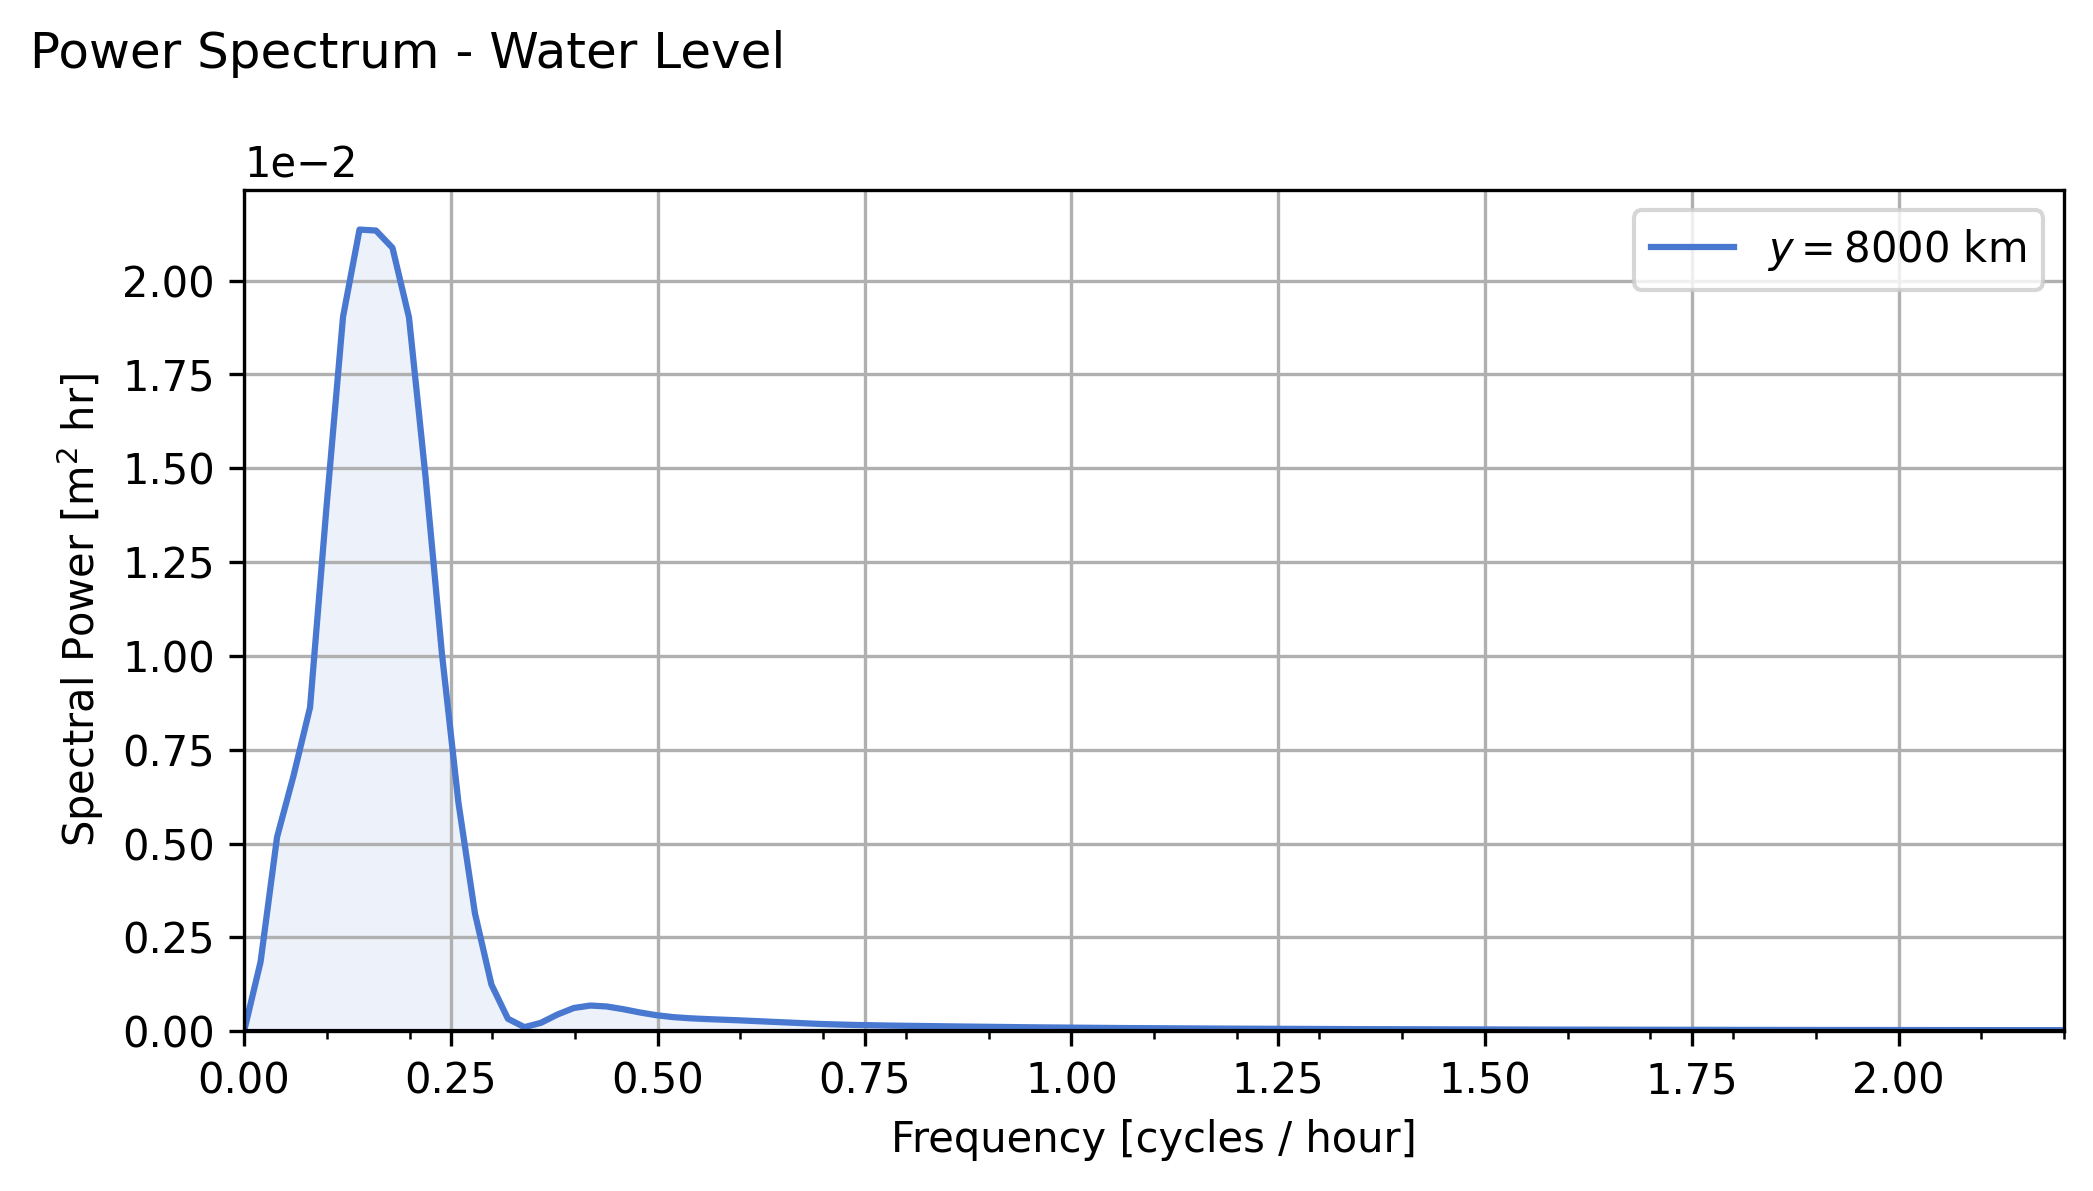 Power Spectrum - Water Level
1e−2
y = 8000 km
2.00
1.75
1.50
1.25
1.00
0.75
0.50
0.25
0.00
Spectral Power [m² hr]
0.00 0.25 0.50 0.75 1.00 1.25 1.50 1.75 2.00
Frequency [cycles / hour]